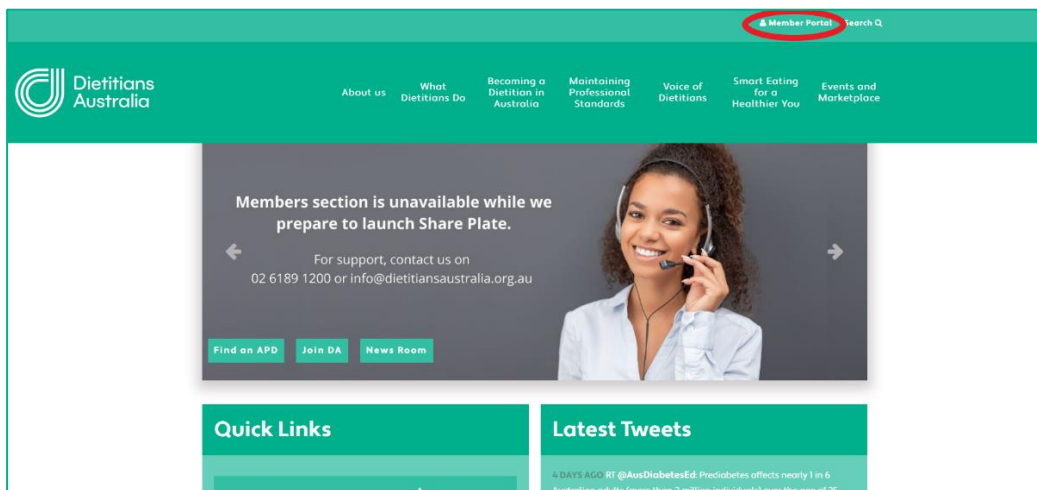 Member Portal Search
Dietitians
Australia
About us
What
Dietitians Do
Becoming a
Dietitian in
Australia
Maintaining
Professional
Standards
Voice of
Dietitians
Smart Eating
for a
Healthier You
Events and
Marketplace
Members section is unavailable while we
prepare to launch Share Plate.
For support, contact us on
02 6189 1200 or info@dietitiansaustralia.org.au
Find an APD Join DA News Room
Quick Links
Latest Tweets
4 DAYS AGO RT @AusDiabetesEd: Prediabetes affects nearly 1 in 6